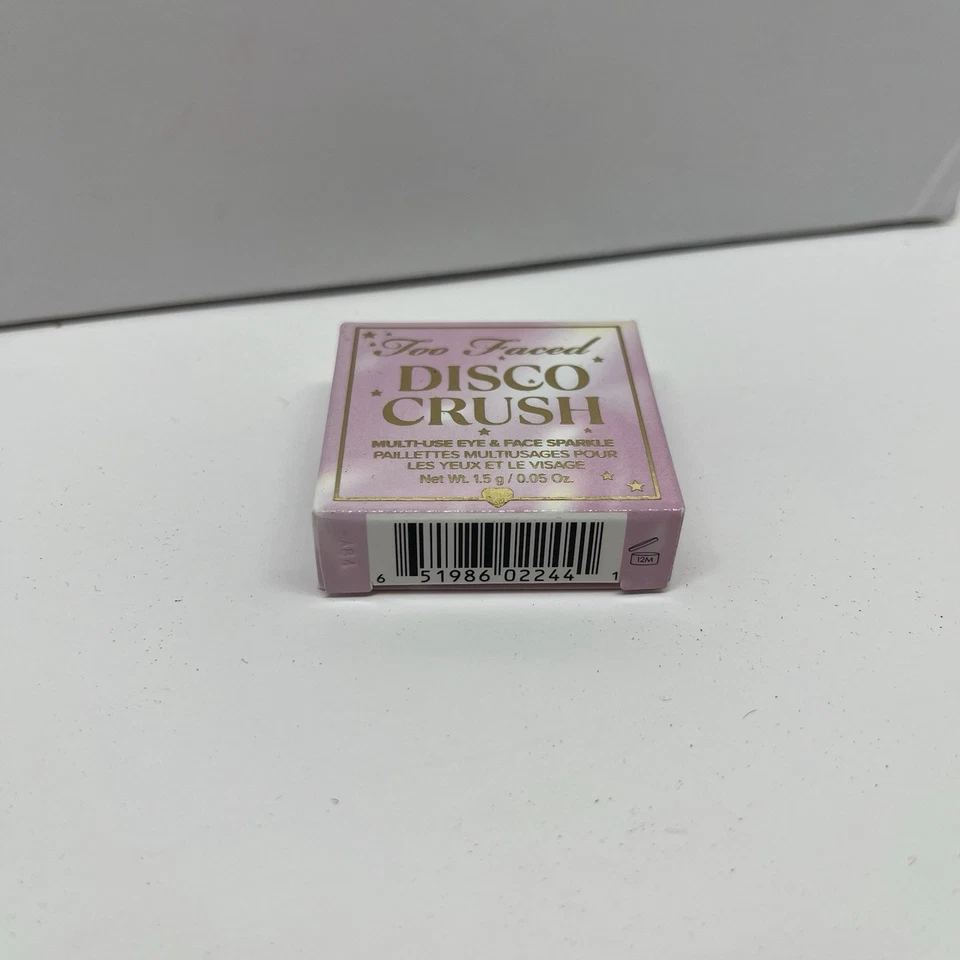 Too Faced
DISCO
CRUSH
MULTI-USE EYE & FACE SPARKLE
PAILLETTES MULTIUSAGES POUR
LES YEUX ET LE VISAGE
Net Wt. 1.5 g / 0.05 Oz.
6 51986 02244 1
12M